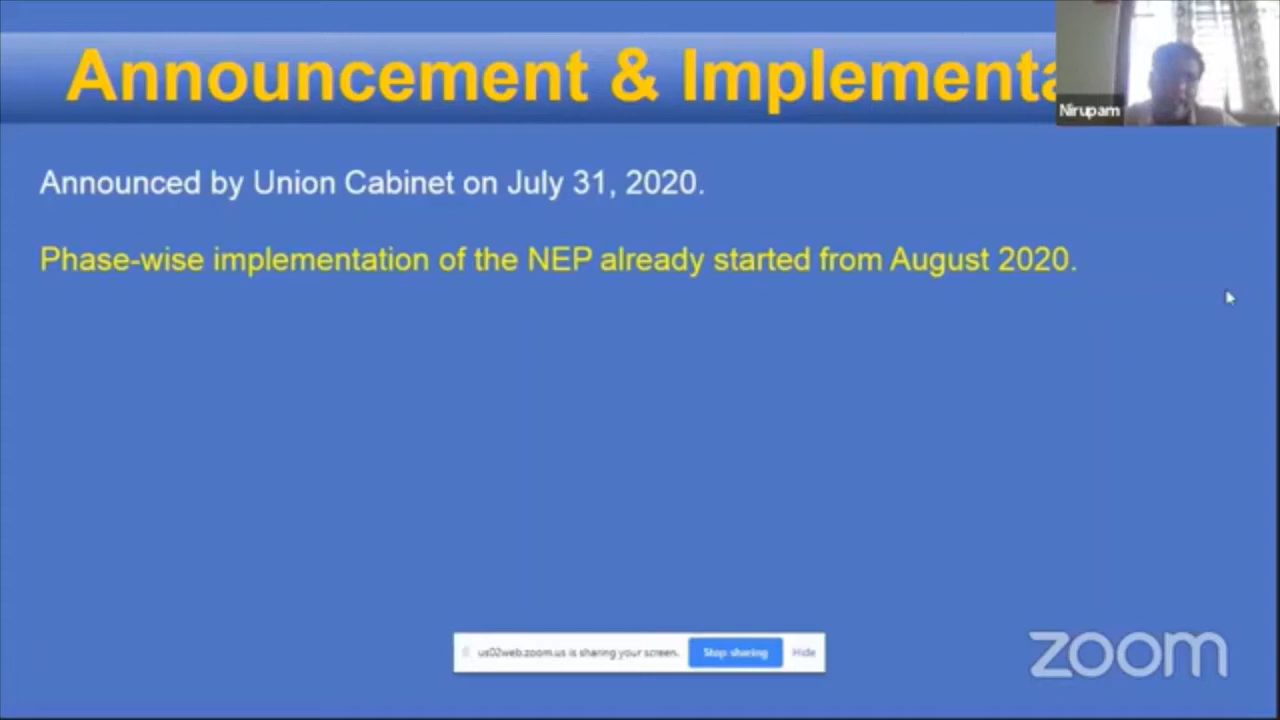 Announcement & Implementa
Nirupam
Announced by Union Cabinet on July 31, 2020.
Phase-wise implementation of the NEP already started from August 2020.
us02web.zoom.us is sharing your screen.
Stop sharing
Hide
zoom